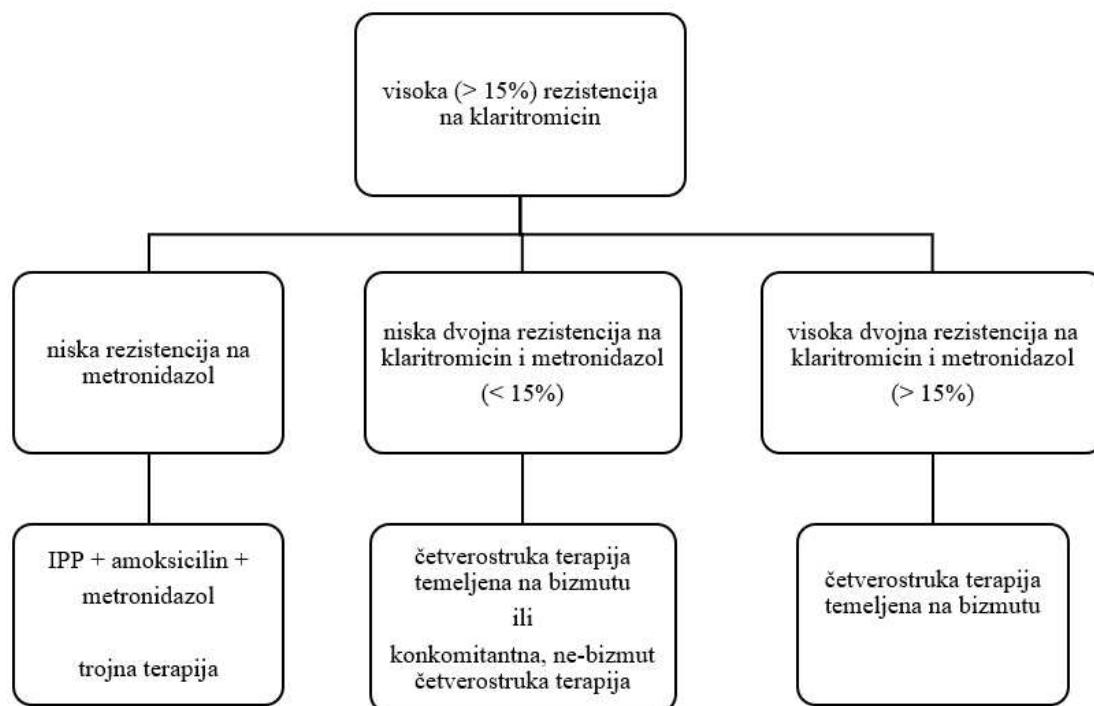 visoka (> 15%) rezistencija
na klaritromicin
niska rezistencija na
metronidazol
niska dvojna rezistencija na
klaritromicin i metronidazol
(< 15%)
visoka dvojna rezistencija na
klaritromicin i metronidazol
(> 15%)
IPP + amoksicilin +
metronidazol
trojna terapija
četverostruka terapija
temeljena na bizmutu
ili
konkomitantna, ne-bizmut
četverostruka terapija
četverostruka terapija
temeljena na bizmutu